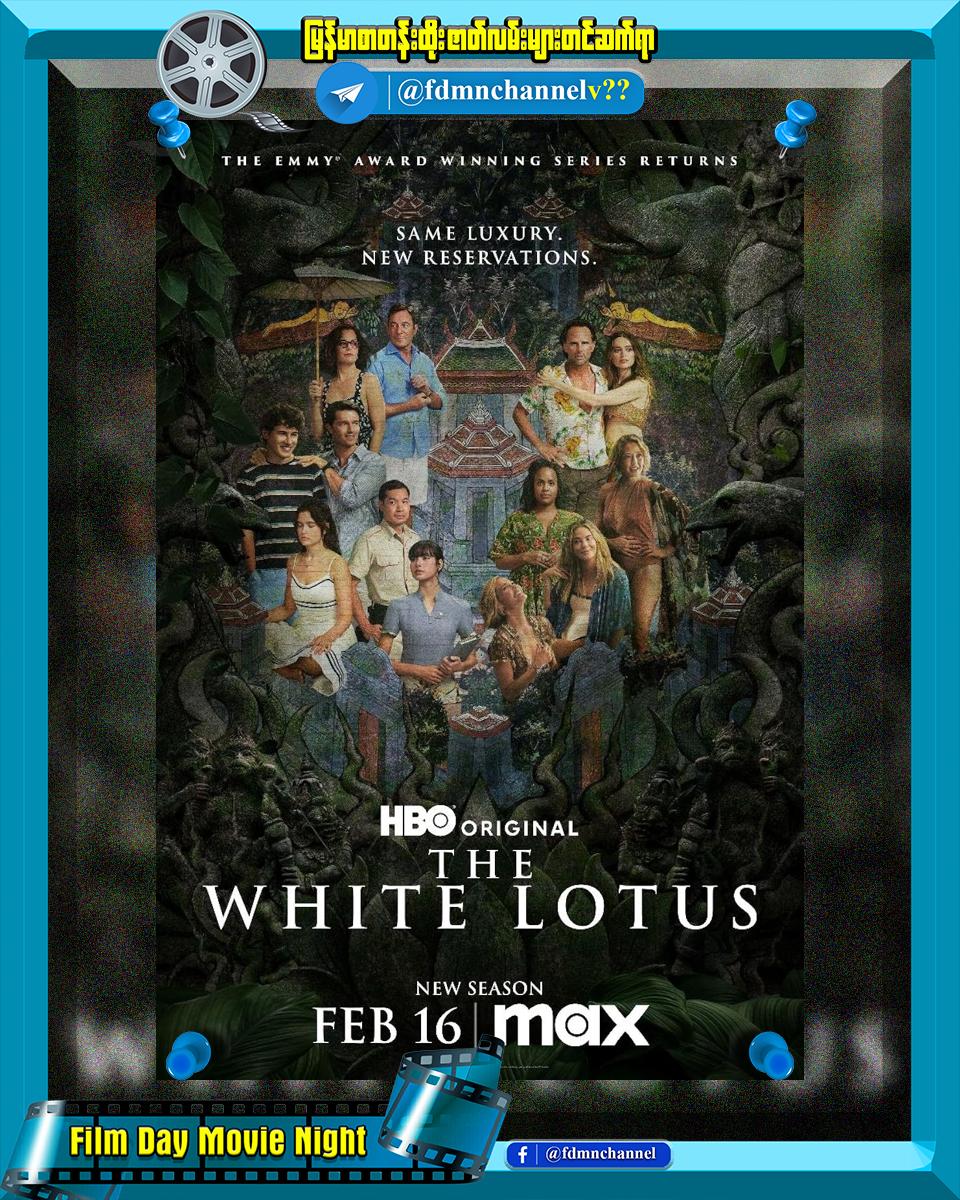 မြန်မာစာတန်းထိုးဇာတ်လမ်းများတင်ဆက်ရာ
@fdmnchannelv??
THE EMMY® AWARD WINNING SERIES RETURNS
SAME LUXURY.
NEW RESERVATIONS.
HBO ORIGINAL
THE
WHITE LOTUS
NEW SEASON
FEB 16 | max
Film Day Movie Night
f | @fdmnchannel